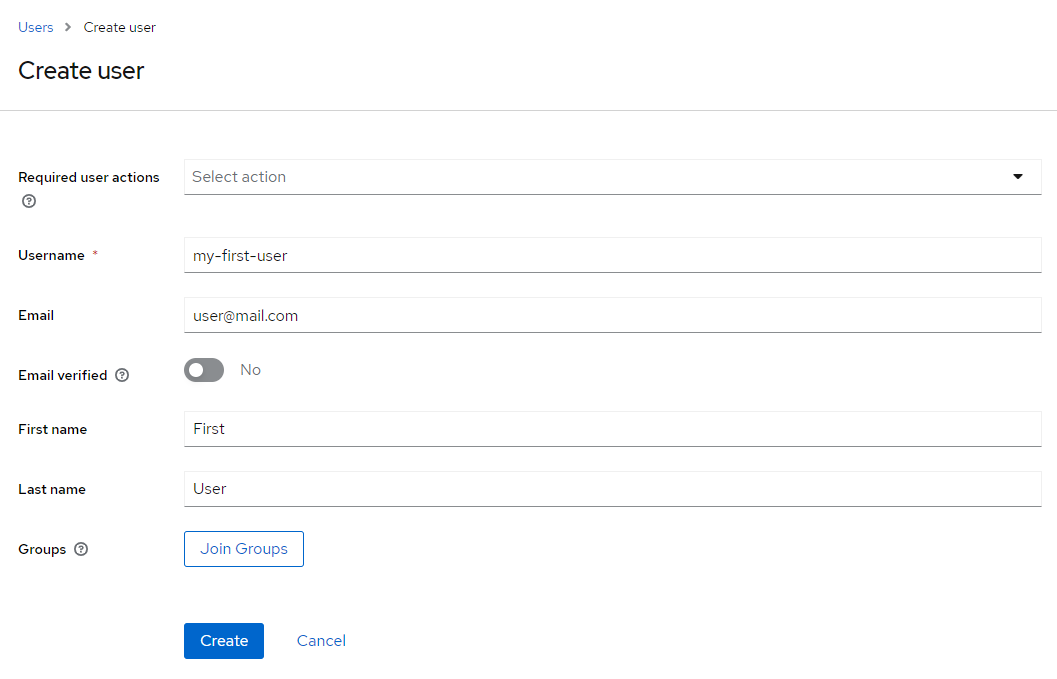 Users > Create user
Create user
Required user actions
Select action
Username *
my-first-user
Email
user@mail.com
Email verified
No
First name
First
Last name
User
Groups
Join Groups
Create Cancel